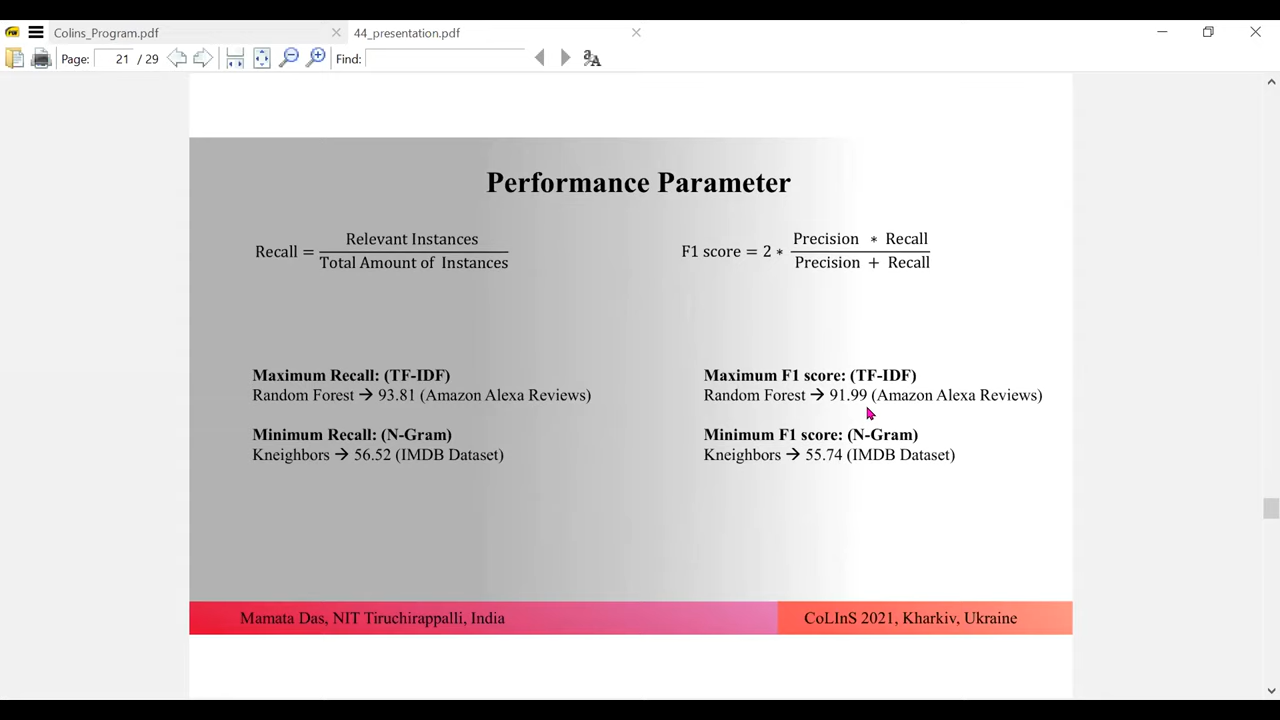 Colins_Program.pdf
44_presentation.pdf
Page: 21 / 29
Find:
Performance Parameter
Recall = Relevant Instances / Total Amount of Instances
F1 score = 2 * Precision * Recall / Precision + Recall
Maximum Recall: (TF-IDF)
Random Forest → 93.81 (Amazon Alexa Reviews)
Minimum Recall: (N-Gram)
Kneighbors → 56.52 (IMDB Dataset)
Maximum F1 score: (TF-IDF)
Random Forest → 91.99 (Amazon Alexa Reviews)
Minimum F1 score: (N-Gram)
Kneighbors → 55.74 (IMDB Dataset)
Mamata Das, NIT Tiruchirappalli, India
CoLInS 2021, Kharkiv, Ukraine